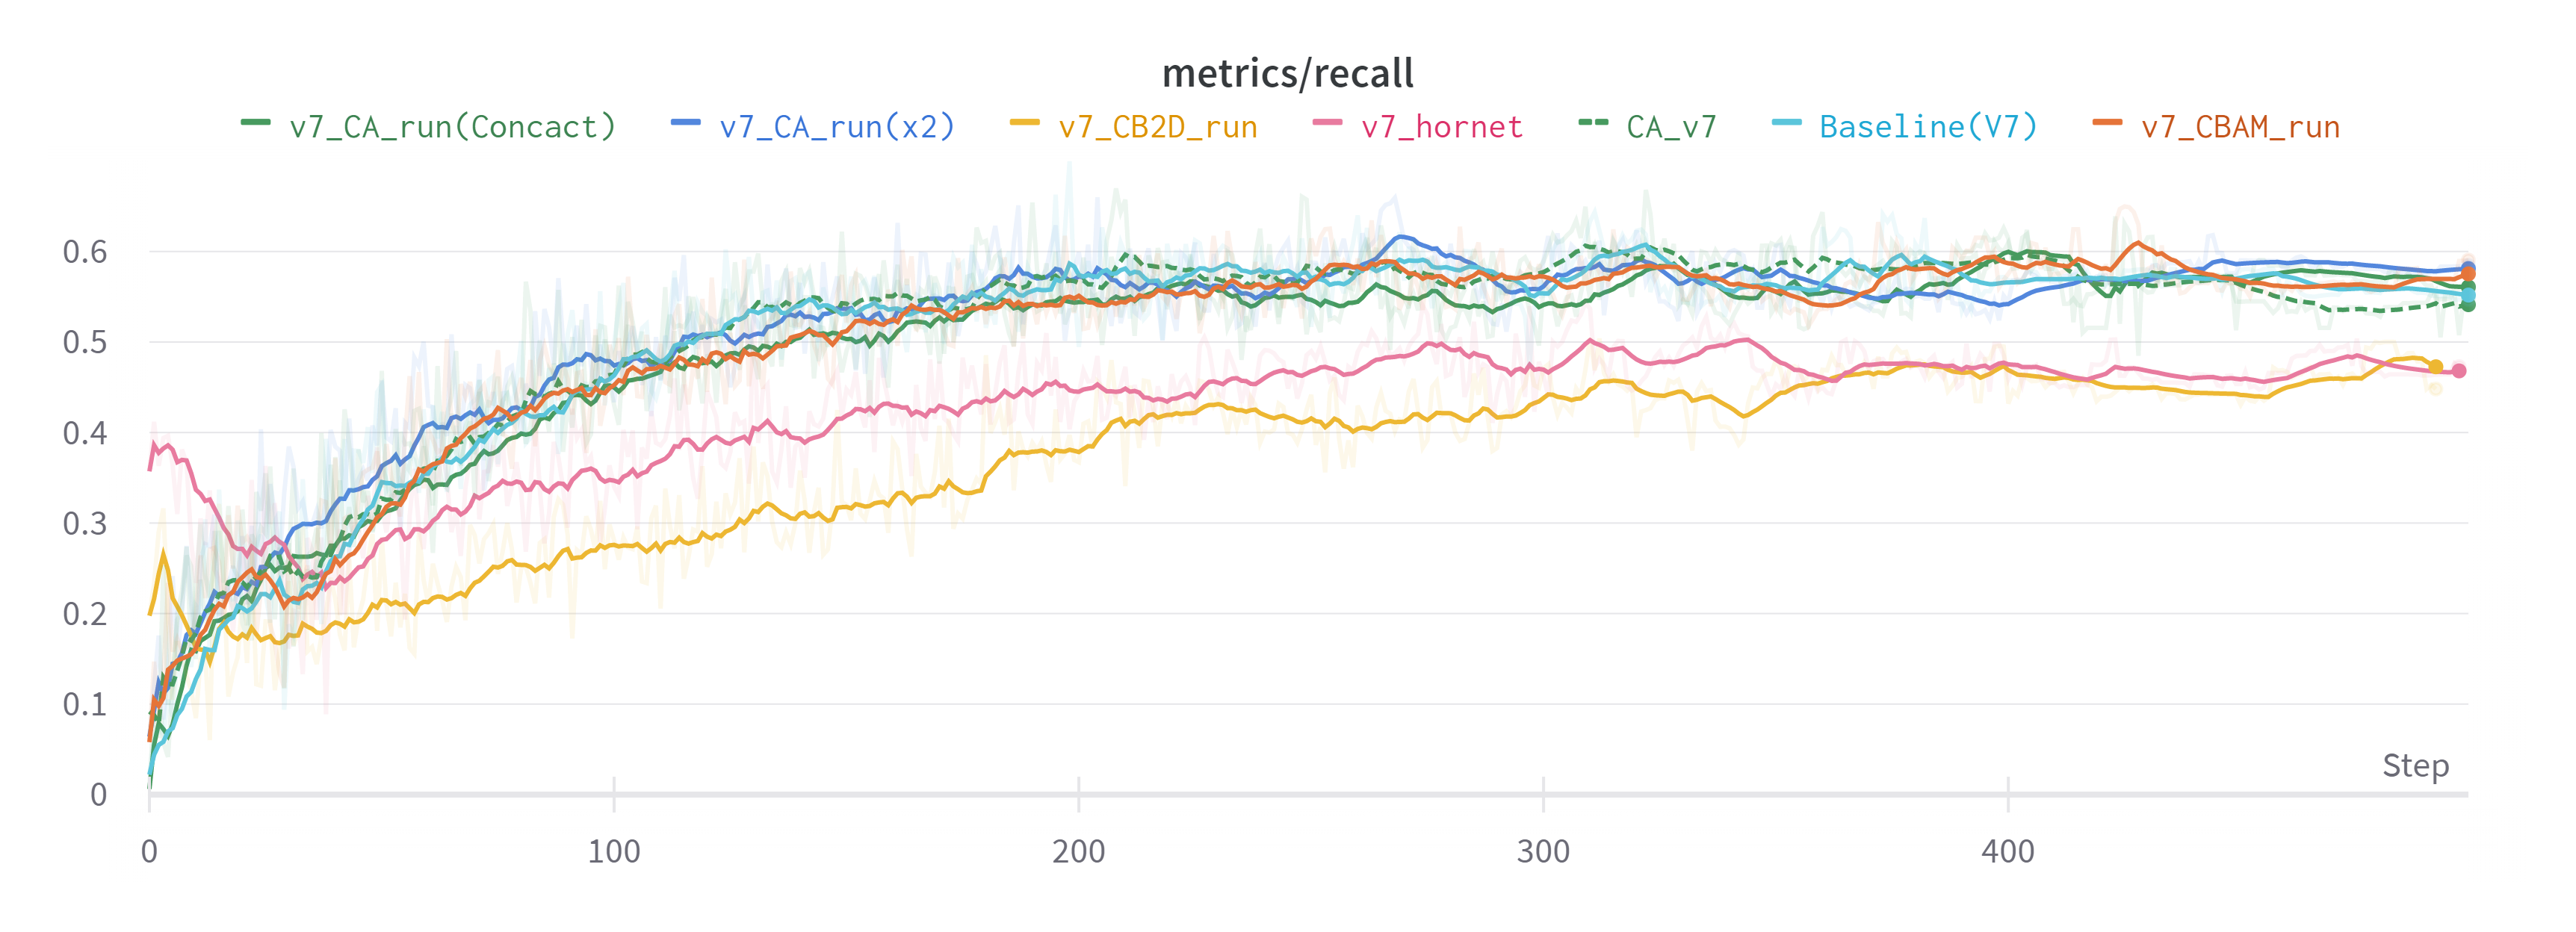 metrics/recall
v7_CA_run(Concact) v7_CA_run(x2) v7_CB2D_run v7_hornet CA_v7 Baseline(V7) v7_CBAM_run
0.6
0.5
0.4
0.3
0.2
0.1
Step
0
0 100 200 300 400